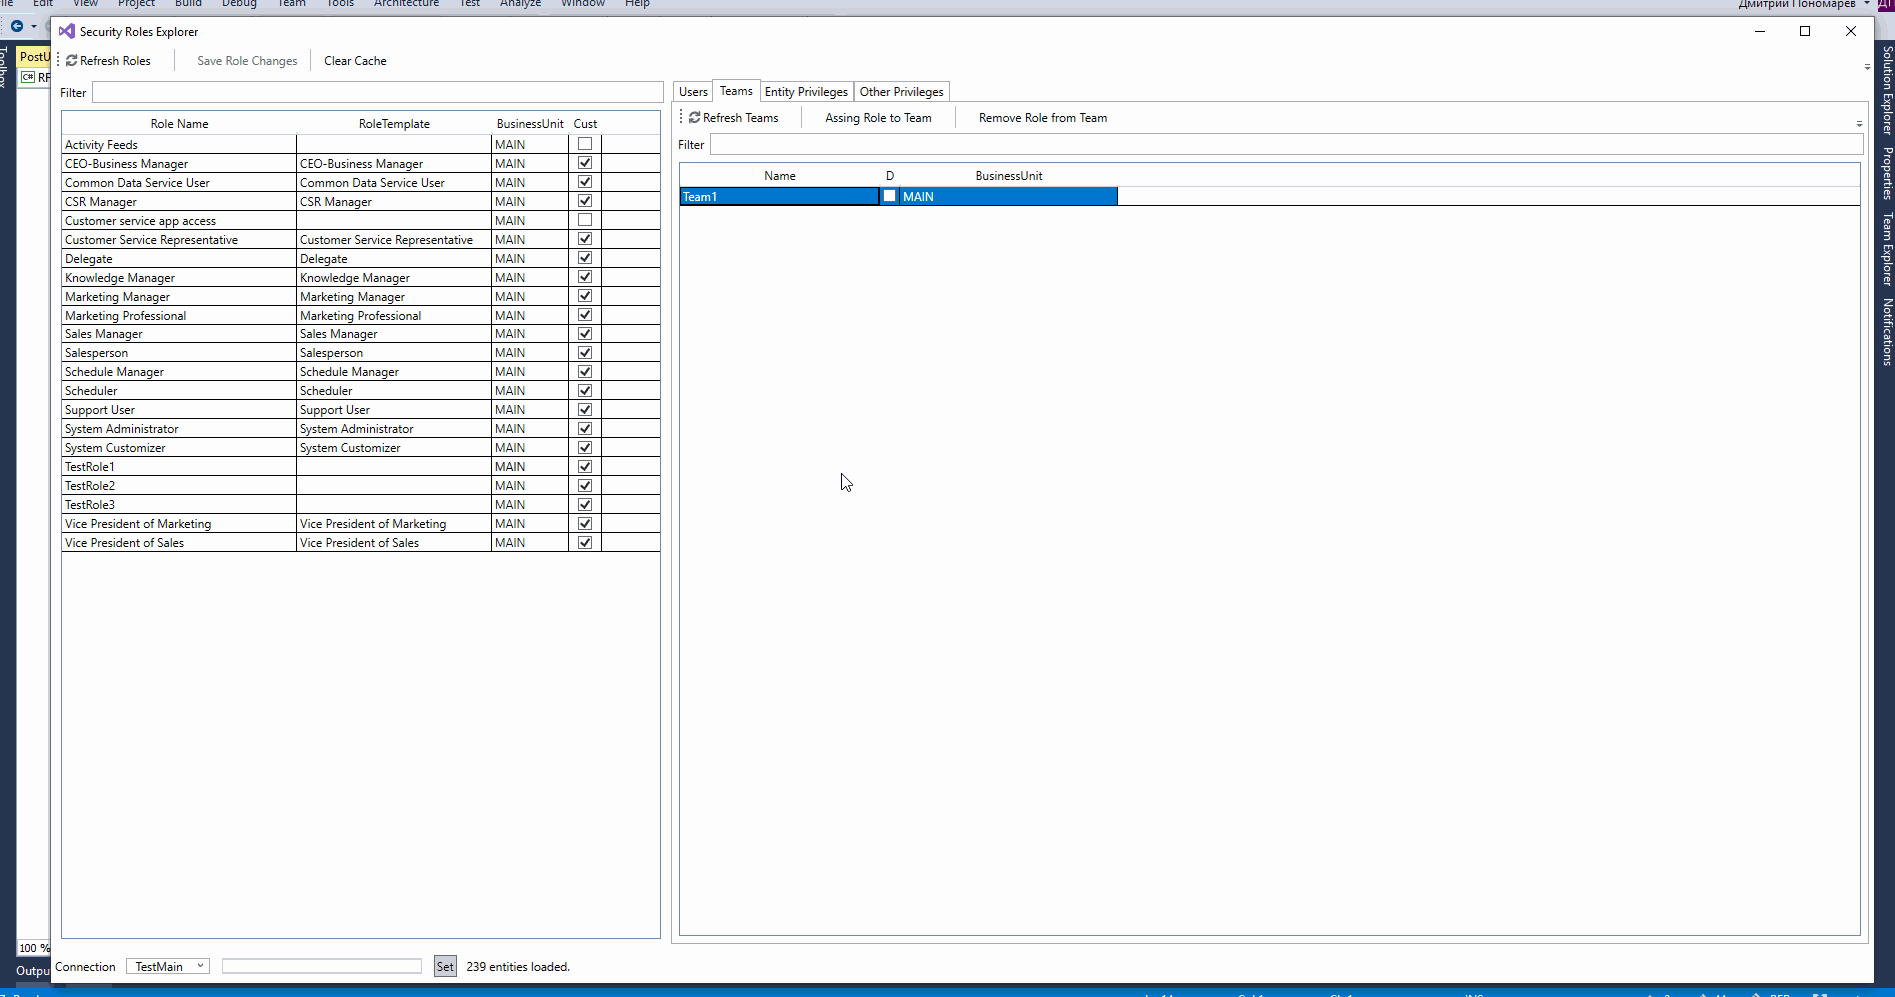 File Edit View Project Build Debug Team Tools Architecture Test Analyze Window Help
Дмитрий Пономарев ДП
Security Roles Explorer
Refresh Roles Save Role Changes Clear Cache
Filter
Role Name RoleTemplate BusinessUnit Cust
Activity Feeds MAIN
CEO-Business Manager CEO-Business Manager MAIN
Common Data Service User Common Data Service User MAIN
CSR Manager CSR Manager MAIN
Customer service app access MAIN
Customer Service Representative Customer Service Representative MAIN
Delegate Delegate MAIN
Knowledge Manager Knowledge Manager MAIN
Marketing Manager Marketing Manager MAIN
Marketing Professional Marketing Professional MAIN
Sales Manager Sales Manager MAIN
Salesperson Salesperson MAIN
Schedule Manager Schedule Manager MAIN
Scheduler Scheduler MAIN
Support User Support User MAIN
System Administrator System Administrator MAIN
System Customizer System Customizer MAIN
TestRole1 MAIN
TestRole2 MAIN
TestRole3 MAIN
Vice President of Marketing Vice President of Marketing MAIN
Vice President of Sales Vice President of Sales MAIN
Users Teams Entity Privileges Other Privileges
Refresh Teams Assing Role to Team Remove Role from Team
Filter
Name D BusinessUnit
Team1 MAIN
Connection TestMain Set 239 entities loaded.
Toolbox
PostU
C# RF
100 %
Outpu
Solution Explorer
Properties
Team Explorer
Notifications